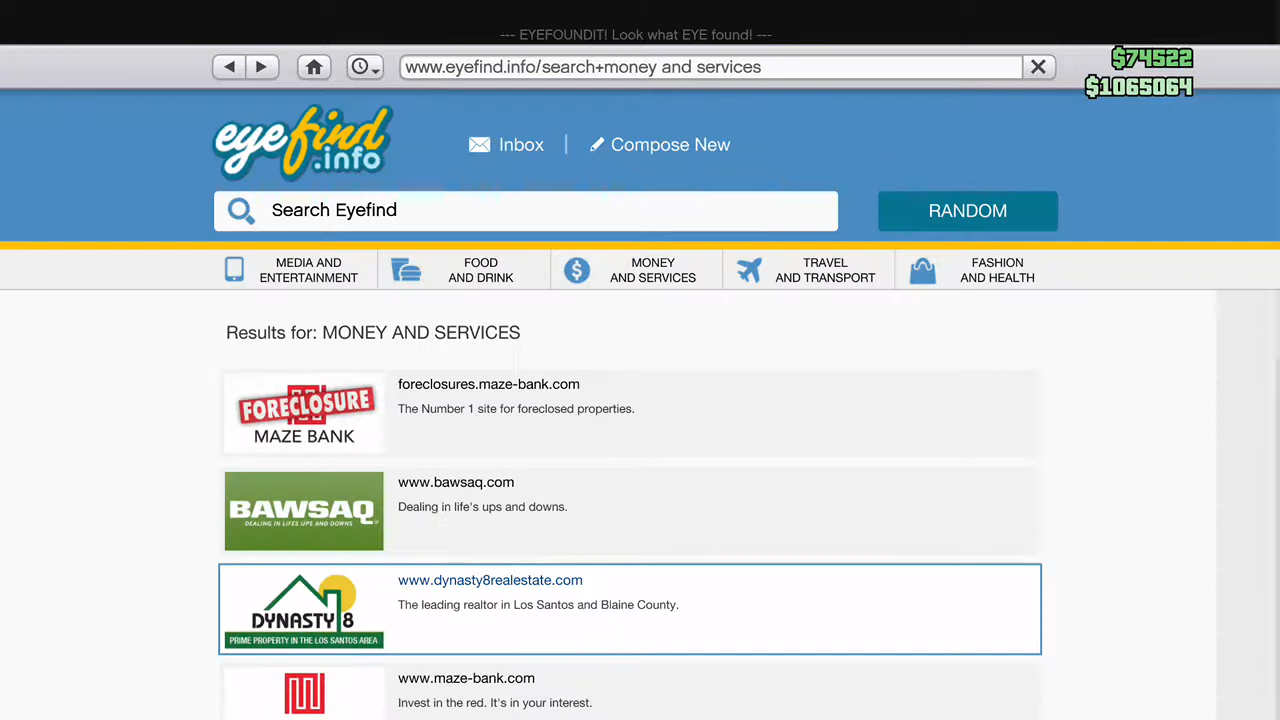 --- EYEFOUNDIT! Look what EYE found! ---
www.eyefind.info/search+money and services
$74522
$1065064
eyefind
.info
Inbox
Compose New
Search Eyefind
RANDOM
MEDIA AND
ENTERTAINMENT
FOOD
AND DRINK
MONEY
AND SERVICES
TRAVEL
AND TRANSPORT
FASHION
AND HEALTH
Results for: MONEY AND SERVICES
FORECLOSURE
MAZE BANK
foreclosures.maze-bank.com
The Number 1 site for foreclosed properties.
BAWSAQ
DEALING IN LIFES UPS AND DOWNS
www.bawsaq.com
Dealing in life's ups and downs.
DYNASTY 8
PRIME PROPERTY IN THE LOS SANTOS AREA
www.dynasty8realestate.com
The leading realtor in Los Santos and Blaine County.
www.maze-bank.com
Invest in the red. It's in your interest.